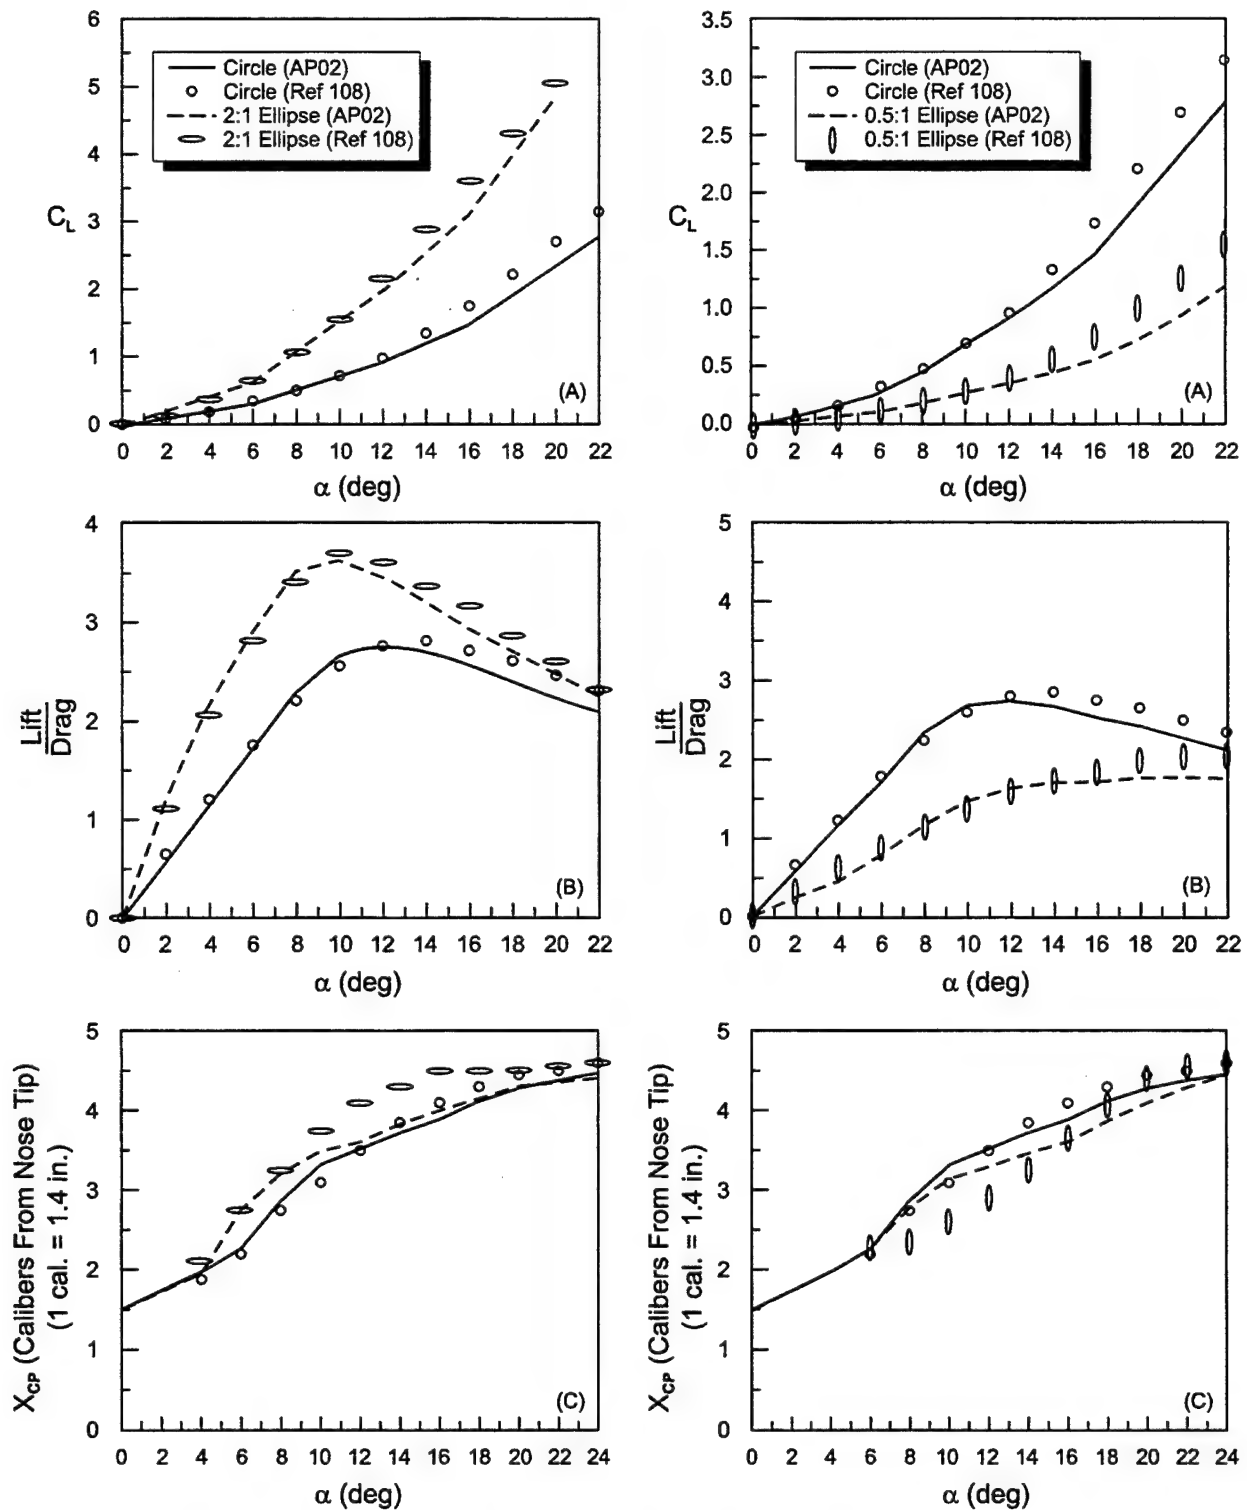 6
5
4
3
2
1
0
C_L
Circle (AP02)
Circle (Ref 108)
2:1 Ellipse (AP02)
2:1 Ellipse (Ref 108)
(A)
0 2 4 6 8 10 12 14 16 18 20 22
α (deg)
3.5
3.0
2.5
2.0
1.5
1.0
0.5
0.0
C_L
Circle (AP02)
Circle (Ref 108)
0.5:1 Ellipse (AP02)
0.5:1 Ellipse (Ref 108)
(A)
0 2 4 6 8 10 12 14 16 18 20 22
α (deg)
4
3
2
1
0
Lift
Drag
(B)
0 2 4 6 8 10 12 14 16 18 20 22
α (deg)
5
4
3
2
1
0
Lift
Drag
(B)
0 2 4 6 8 10 12 14 16 18 20 22
α (deg)
5
4
3
2
1
0
X_CP (Calibers From Nose Tip)
(1 cal. = 1.4 in.)
(C)
0 2 4 6 8 10 12 14 16 18 20 22 24
α (deg)
5
4
3
2
1
0
X_CP (Calibers From Nose Tip)
(1 cal. = 1.4 in.)
(C)
0 2 4 6 8 10 12 14 16 18 20 22 24
α (deg)